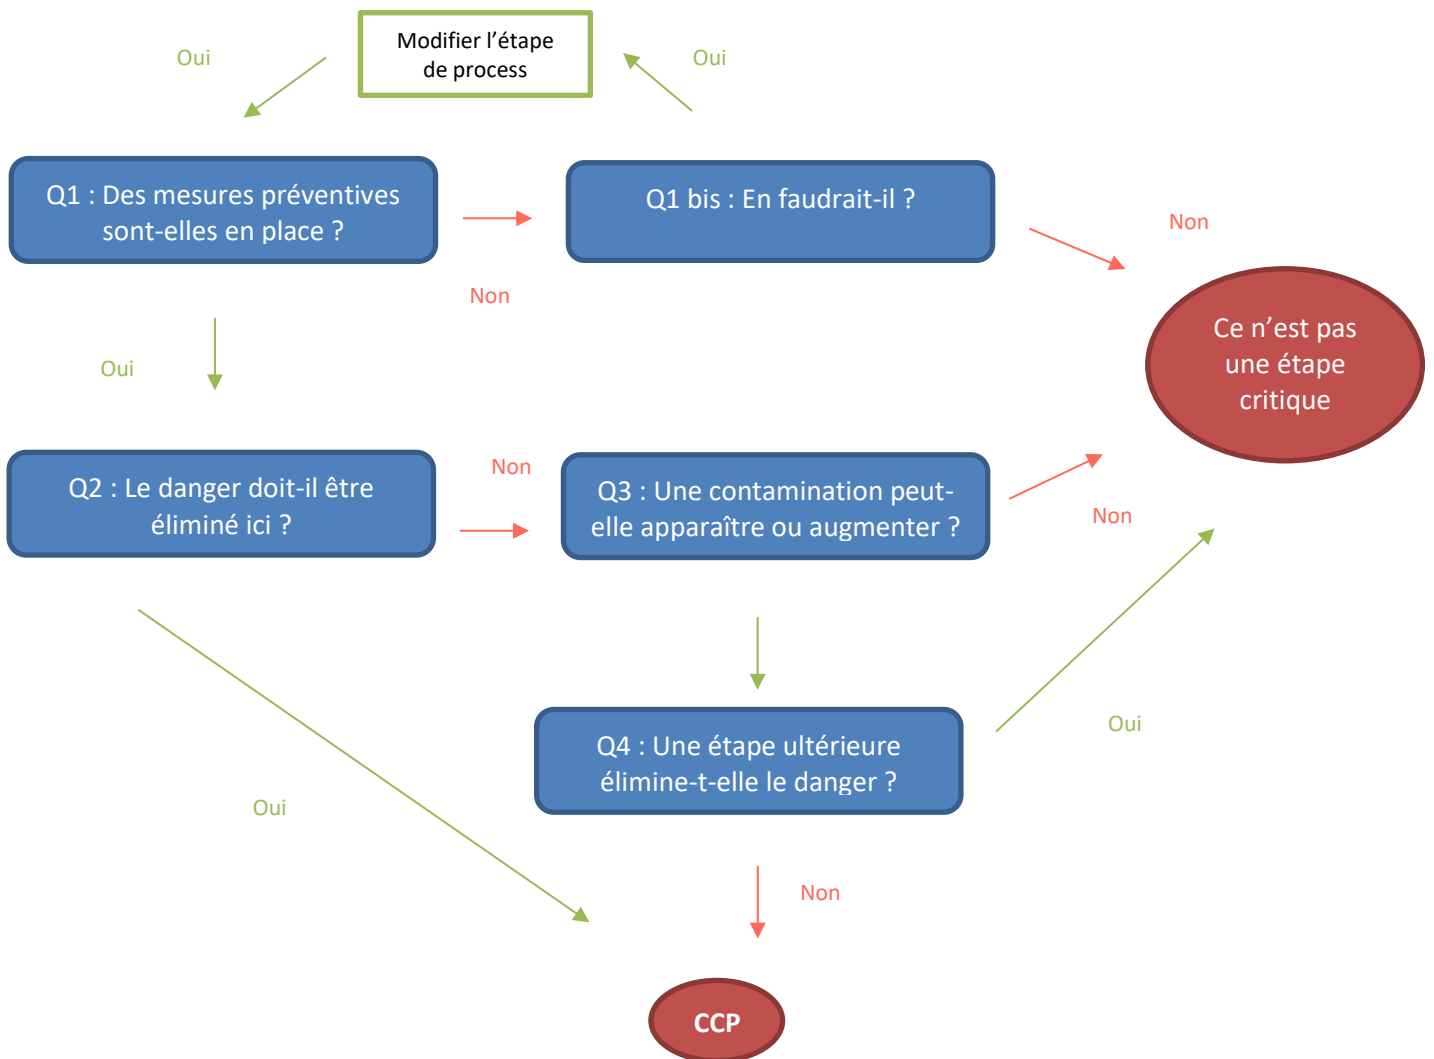 Modifier l’étape
de process
Oui
Oui
Q1 : Des mesures préventives
sont-elles en place ?
Q1 bis : En faudrait-il ?
Non
Non
Ce n’est pas
une étape
critique
Oui
Q2 : Le danger doit-il être
éliminé ici ?
Non
Q3 : Une contamination peut-
elle apparaître ou augmenter ?
Non
Q4 : Une étape ultérieure
élimine-t-elle le danger ?
Oui
Oui
Non
CCP